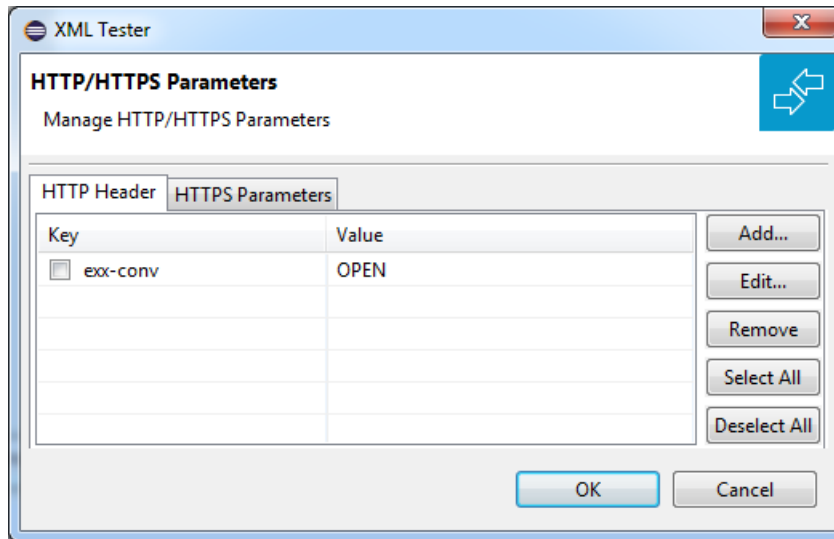 XML Tester
HTTP/HTTPS Parameters
Manage HTTP/HTTPS Parameters
HTTP Header HTTPS Parameters
Key Value Add...
exx-conv OPEN Edit...
Remove
Select All
Deselect All
OK Cancel